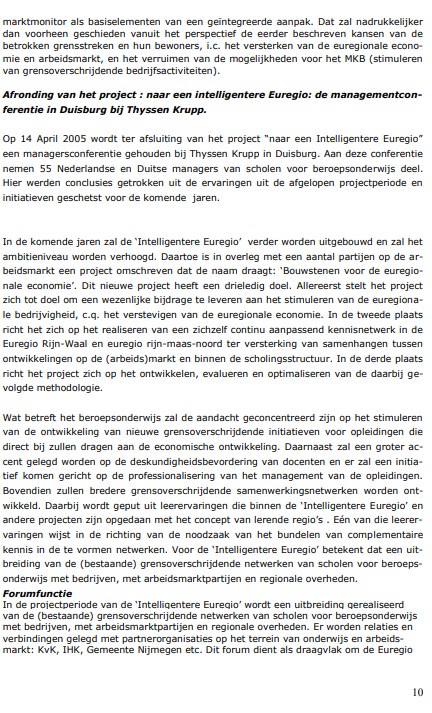 marktmonitor als basiselementen van een geïntegreerde aanpak. Dat zal nadrukkelijker
dan voorheen geschieden vanuit het perspectief de eerder beschreven kansen van de
betrokken grensstreken en hun bewoners, i.c. het versterken van de euregionale econo-
mie en arbeidsmarkt, en het verruimen van de mogelijkheden voor het MKB (stimuleren
van grensoverschrijdende bedrijfsactiviteiten).
Afronding van het project : naar een intelligentere Euregio: de managementcon-
ferentie in Duisburg bij Thyssen Krupp.
Op 14 April 2005 wordt ter afsluiting van het project “naar een Intelligentere Euregio”
een managersconferentie gehouden bij Thyssen Krupp in Duisburg. Aan deze conferentie
nemen 55 Nederlandse en Duitse managers van scholen voor beroepsonderwijs deel.
Hier werden conclusies getrokken uit de ervaringen uit de afgelopen projectperiode en
initiatieven geschetst voor de komende jaren.
In de komende jaren zal de ‘Intelligentere Euregio’ verder worden uitgebouwd en zal het
ambitieniveau worden verhoogd. Daartoe is in overleg met een aantal partijen op de ar-
beidsmarkt een project omschreven dat de naam draagt: ‘Bouwstenen voor de euregio-
nale economie’. Dit nieuwe project heeft een drieledig doel. Allereerst stelt het project
zich tot doel om een wezenlijke bijdrage te leveren aan het stimuleren van de euregiona-
le bedrijvigheid, c.q. het verstevigen van de euregionale economie. In de tweede plaats
richt het zich op het realiseren van een zichzelf continu aanpassend kennisnetwerk in de
Euregio Rijn-Waal en euregio rijn-maas-noord ter versterking van samenhangen tussen
ontwikkelingen op de (arbeids)markt en binnen de scholingsstructuur. In de derde plaats
richt het project zich op het ontwikkelen, evalueren en optimaliseren van de daarbij ge-
volgde methodologie.
Wat betreft het beroepsonderwijs zal de aandacht geconcentreerd zijn op het stimuleren
van de ontwikkeling van nieuwe grensoverschrijdende initiatieven voor opleidingen die
direct bij zullen dragen aan de economische ontwikkeling. Daarnaast zal een groter ac-
cent gelegd worden op de deskundigheidsbevordering van docenten en er zal een initia-
tief komen gericht op de professionalisering van het management van de opleidingen.
Bovendien zullen bredere grensoverschrijdende samenwerkingsnetwerken worden ont-
wikkeld. Daarbij wordt geput uit leerervaringen die binnen de ‘Intelligentere Euregio’ en
andere projecten zijn opgedaan met het concept van lerende regio’s . Eén van die leerer-
varingen wijst in de richting van de noodzaak van het bundelen van complementaire
kennis in de te vormen netwerken. Voor de ‘Intelligentere Euregio’ betekent dat een uit-
breiding van de (bestaande) grensoverschrijdende netwerken van scholen voor beroeps-
onderwijs met bedrijven, met arbeidsmarktpartijen en regionale overheden.
Forumfunctie
In de projectperiode van de ‘Intelligentere Euregio’ wordt een uitbreiding gerealiseerd
van de (bestaande) grensoverschrijdende netwerken van scholen voor beroepsonderwijs
met bedrijven, met arbeidsmarktpartijen en regionale overheden. Er worden relaties en
verbindingen gelegd met partnerorganisaties op het terrein van onderwijs en arbeids-
markt: KvK, IHK, Gemeente Nijmegen etc. Dit forum dient als draagvlak om de Euregio
10